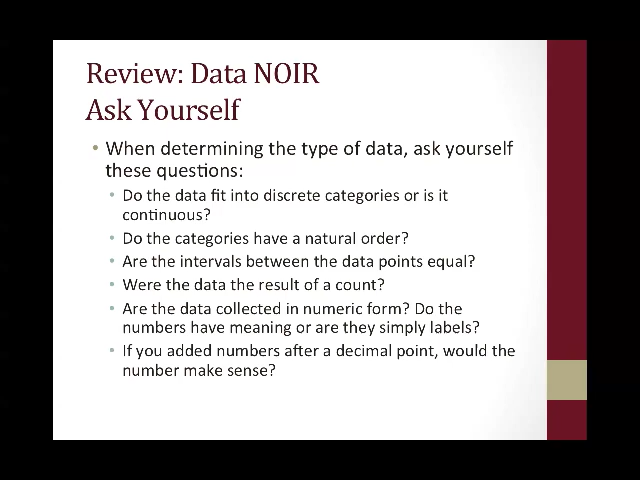 Review: Data NOIR
Ask Yourself
• When determining the type of data, ask yourself
these questions:
• Do the data fit into discrete categories or is it
continuous?
• Do the categories have a natural order?
• Are the intervals between the data points equal?
• Were the data the result of a count?
• Are the data collected in numeric form? Do the
numbers have meaning or are they simply labels?
• If you added numbers after a decimal point, would the
number make sense?